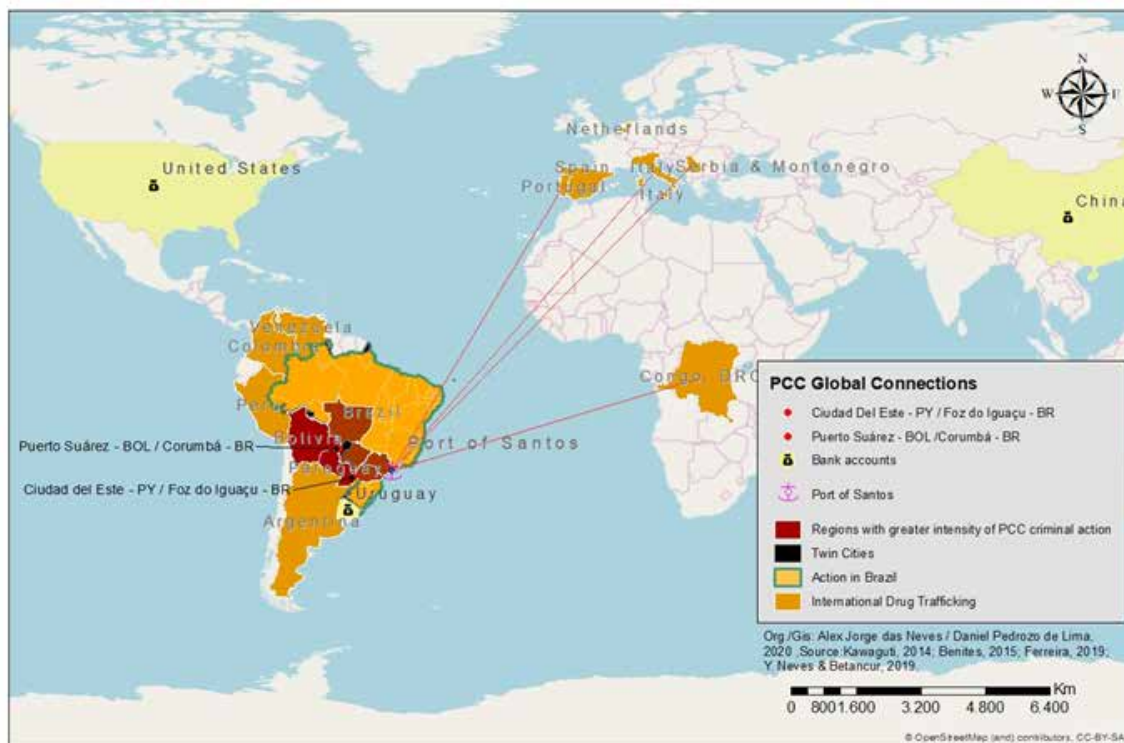 N
W
U
S
Netherlands
United States
Spain
Italy
Serbia & Montenegro
Portugal
Italy
China
Venezuela
Colombia
Congo, DRC
Peru
Brazil
Puerto Suárez - BOL / Corumbá - BR
Bolivia
Port of Santos
Paraguay
Ciudad del Este - PY / Foz do Iguaçu - BR
Uruguay
Argentina
PCC Global Connections
Ciudad Del Este - PY / Foz do Iguaçu - BR
Puerto Suárez - BOL /Corumbá - BR
Bank accounts
Port of Santos
Regions with greater intensity of PCC criminal action
Twin Cities
Action in Brazil
International Drug Trafficking
Org./Gis: Alex Jorge das Neves / Daniel Pedrozo de Lima,
2020 .Source:Kawaguti, 2014; Benites, 2015; Ferreira, 2019;
Y Neves & Betancur, 2019.
Km
0 800 1.600 3.200 4.800 6.400
© OpenStreetMap (and) contributors, CC-BY-SA